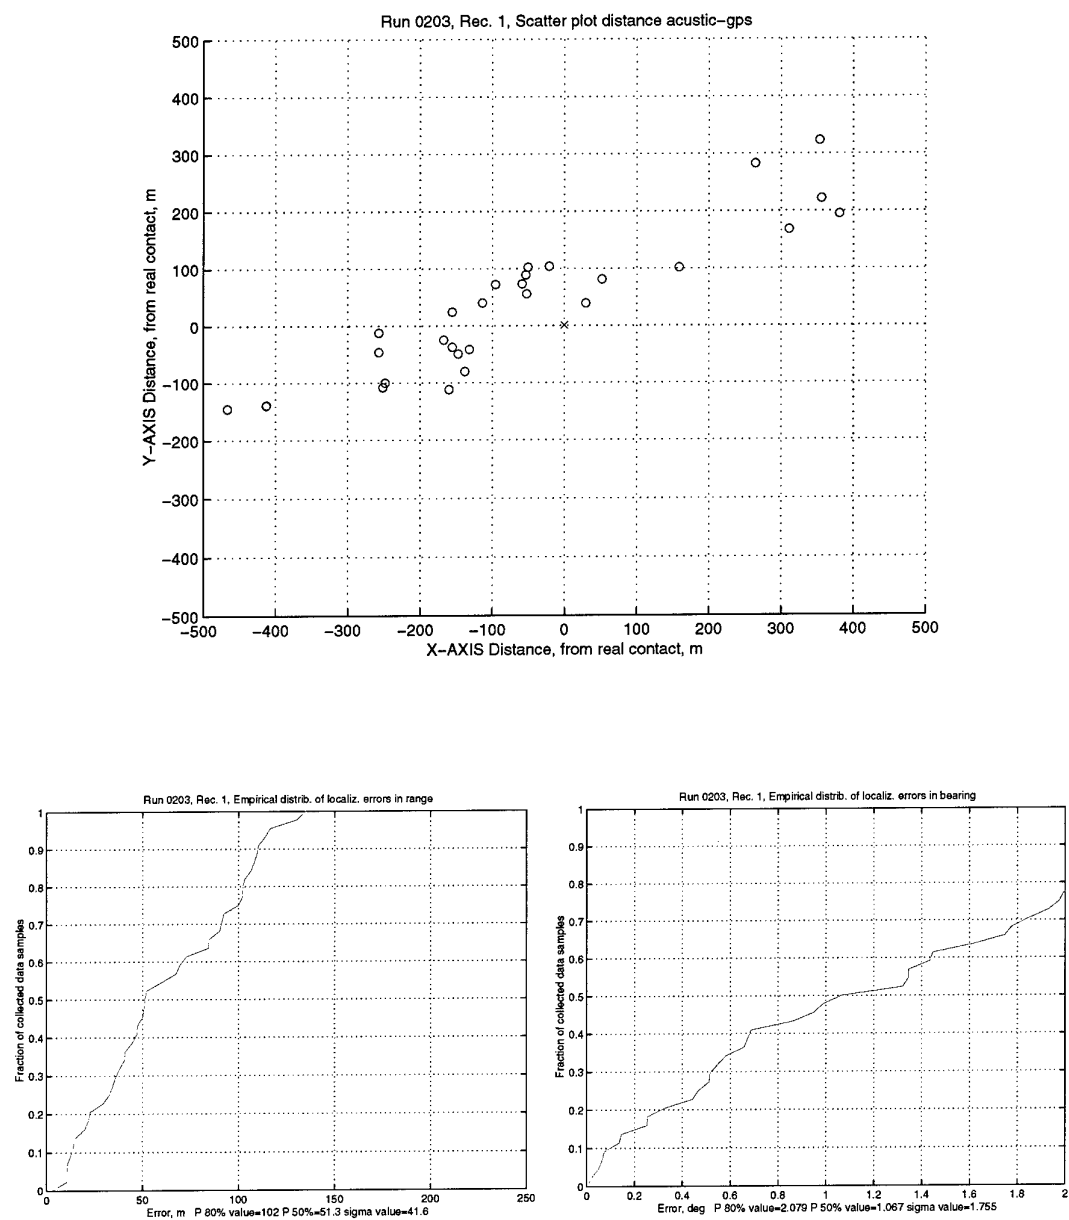 Run 0203, Rec. 1, Scatter plot distance acustic-gps
500
400
300
200
100
0
-100
-200
-300
-400
-500
Y-AXIS Distance, from real contact, m
-500 -400 -300 -200 -100 0 100 200 300 400 500
X-AXIS Distance, from real contact, m
Run 0203, Rec. 1, Empirical distrib. of localiz. errors in range
1
0.9
0.8
0.7
0.6
0.5
0.4
0.3
0.2
0.1
0
Fraction of collected data samples
0 50 100 150 200 250
Error, m P 80% value=102 P 50%=51.3 sigma value=41.6
Run 0203, Rec. 1, Empirical distrib. of localiz. errors in bearing
1
0.9
0.8
0.7
0.6
0.5
0.4
0.3
0.2
0.1
0
Fraction of collected data samples
0 0.2 0.4 0.6 0.8 1 1.2 1.4 1.6 1.8 2
Error, deg P 80% value=2.079 P 50% value=1.067 sigma value=1.755